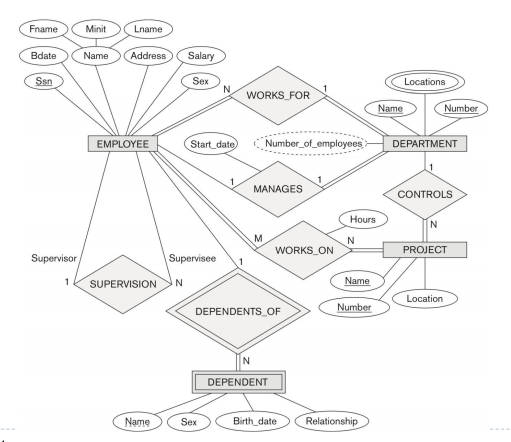 Fname Minit Lname
Bdate Name Address Salary
Ssn Sex
N WORKS_FOR 1
Locations
Name Number
EMPLOYEE
Start_date
Number_of_employees
DEPARTMENT
1 MANAGES 1
1
CONTROLS
N
Hours
M WORKS_ON N
PROJECT
Name
Number
Location
Supervisor Supervisee
1 SUPERVISION N
1
DEPENDENTS_OF
N
DEPENDENT
Name Sex Birth_date Relationship